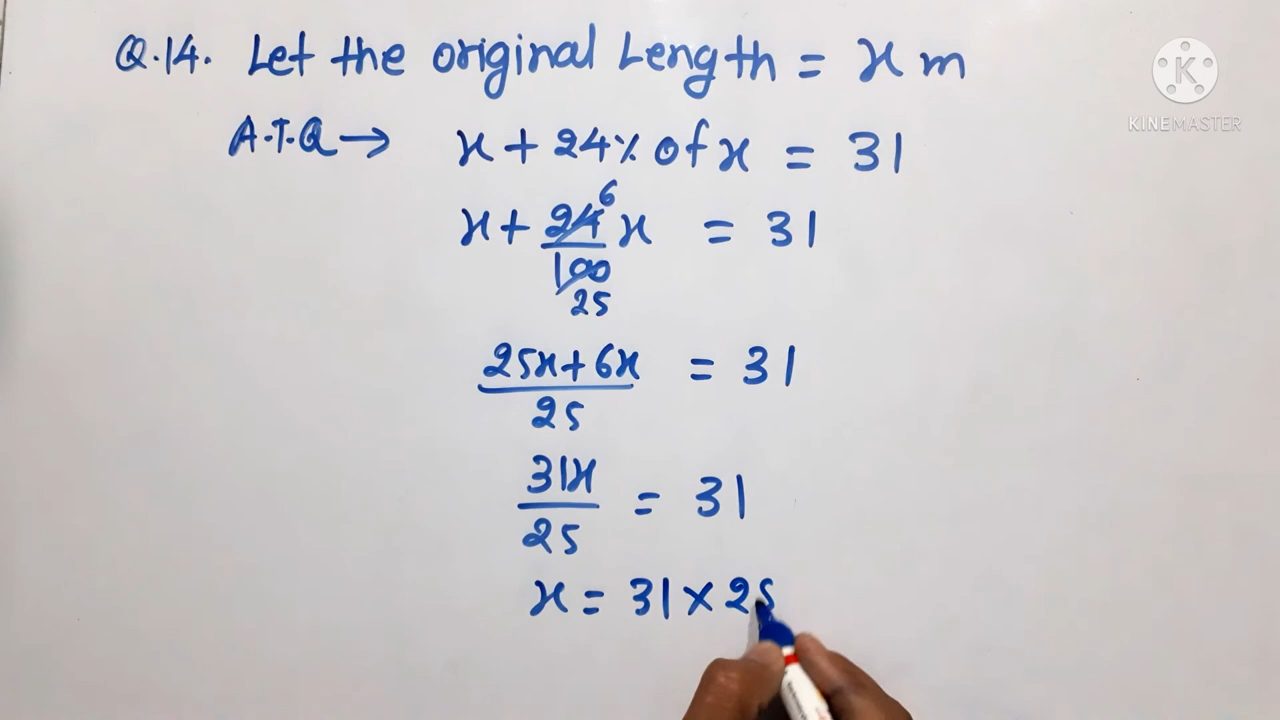 Q.14. Let the original Length = x m
KINEMASTER
A.T.Q → x + 24% of x = 31
x + 24/100 x = 31
6
25
25x + 6x / 25 = 31
31x / 25 = 31
x = 31 × 25